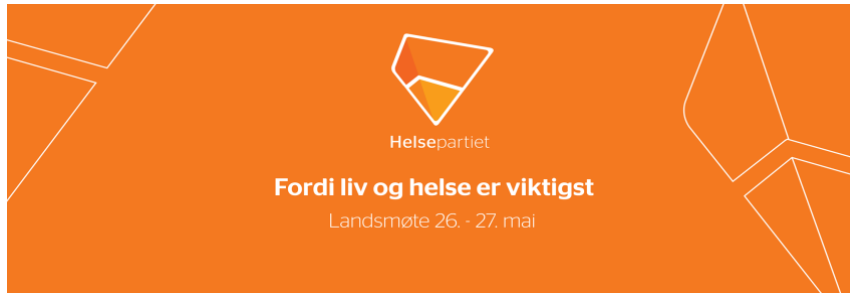 Helsepartiet
Fordi liv og helse er viktigst
Landsmøte 26. - 27. mai